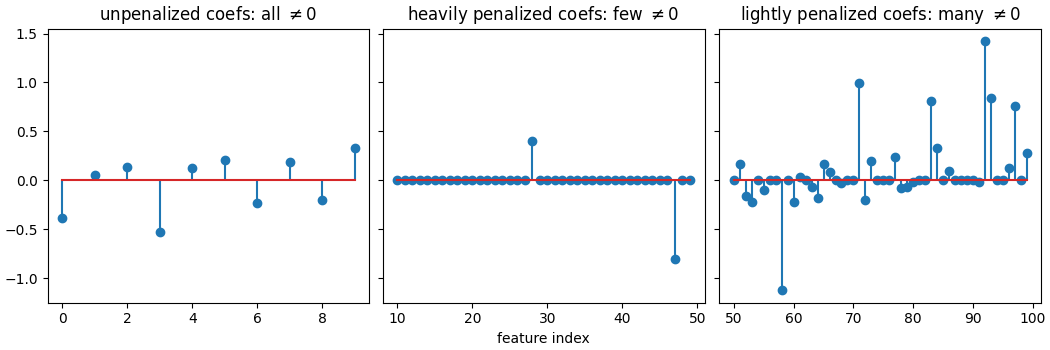 unpenalized coefs: all ≠0
heavily penalized coefs: few ≠0
lightly penalized coefs: many ≠0
1.5
1.0
0.5
0.0
−0.5
−1.0
0 2 4 6 8
10 20 30 40 50
50 60 70 80 90 100
feature index